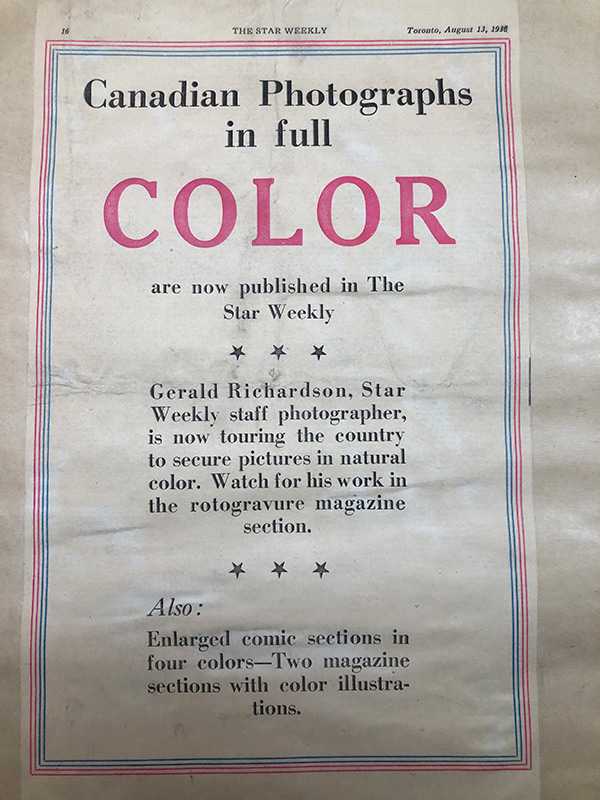 16 THE STAR WEEKLY Toronto, August 13, 1938
Canadian Photographs
in full
COLOR
are now published in The
Star Weekly
Gerald Richardson, Star
Weekly staff photographer,
is now touring the country
to secure pictures in natural
color. Watch for his work in
the rotogravure magazine
section.
Also:
Enlarged comic sections in
four colors—Two magazine
sections with color illustra-
tions.